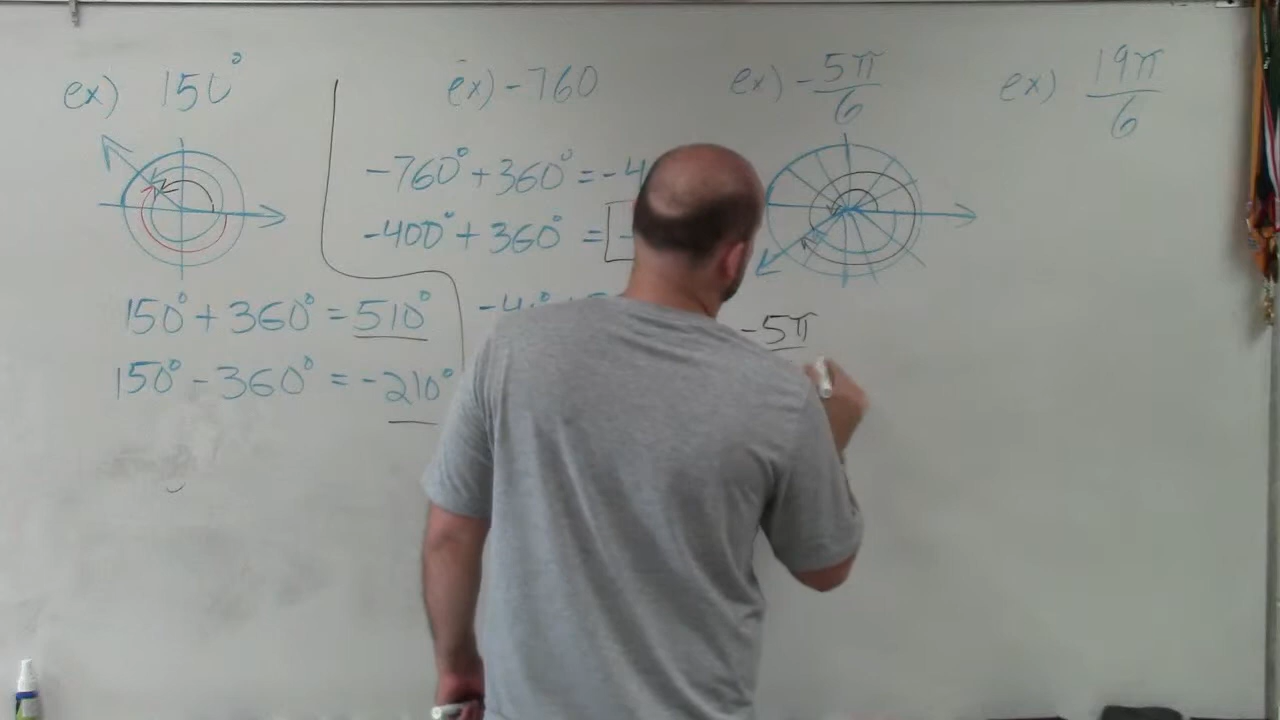 ex) 150°
150° + 360° = 510°
150° - 360° = -210°
ex) -760
-760° + 360° = -4
-400° + 360° =
ex) -5π/6
-5π
ex) 19π/6